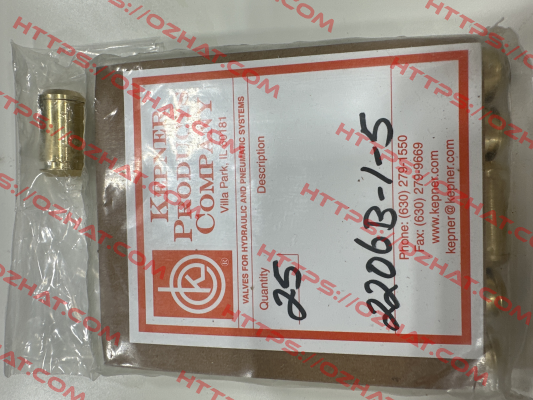 KEPNER
PRODUCTS
COMPANY
Villa Park, IL 60181
VALVES FOR HYDRAULIC AND PNEUMATIC SYSTEMS
k
®
Quantity
Description
25
2206B-1-5
Phone: (630) 279-1550
Fax: (630) 279-9669
www.kepner.com
kepner@kepner.com
HTTPS://OZHAT.COM